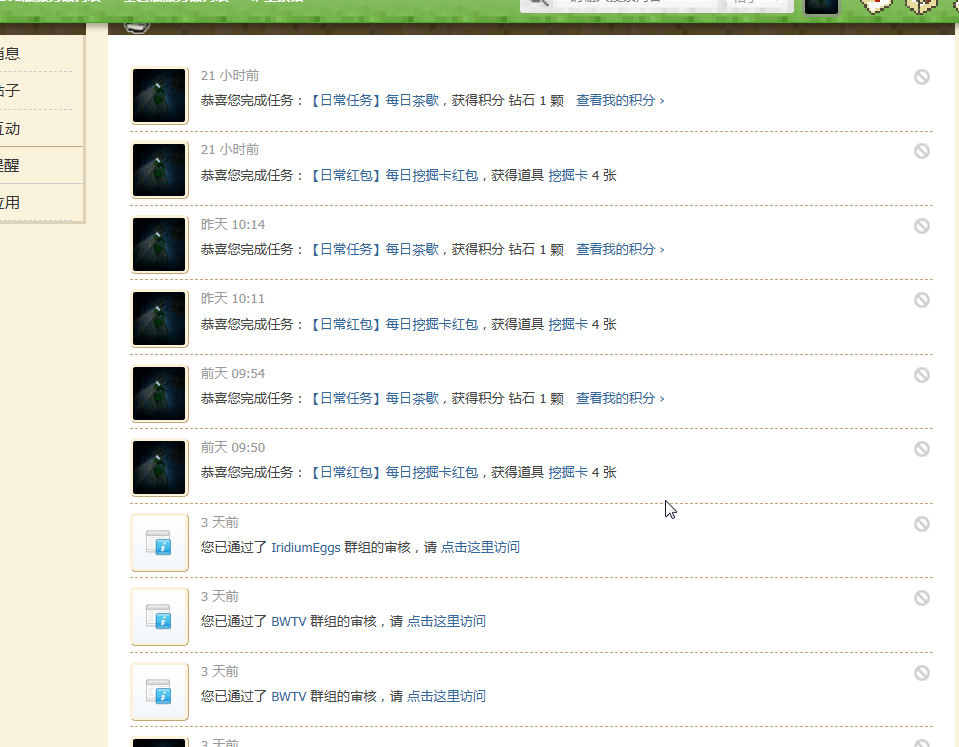 消息
帖子
互动
提醒
应用
21 小时前
恭喜您完成任务：【日常任务】每日茶歇，获得积分 钻石 1 颗 查看我的积分 ›
21 小时前
恭喜您完成任务：【日常红包】每日挖掘卡红包，获得道具 挖掘卡 4 张
昨天 10:14
恭喜您完成任务：【日常任务】每日茶歇，获得积分 钻石 1 颗 查看我的积分 ›
昨天 10:11
恭喜您完成任务：【日常红包】每日挖掘卡红包，获得道具 挖掘卡 4 张
前天 09:54
恭喜您完成任务：【日常任务】每日茶歇，获得积分 钻石 1 颗 查看我的积分 ›
前天 09:50
恭喜您完成任务：【日常红包】每日挖掘卡红包，获得道具 挖掘卡 4 张
3 天前
您已通过了 IridiumEggs 群组的审核，请 点击这里访问
3 天前
您已通过了 BWTV 群组的审核，请 点击这里访问
3 天前
您已通过了 BWTV 群组的审核，请 点击这里访问
3 天前